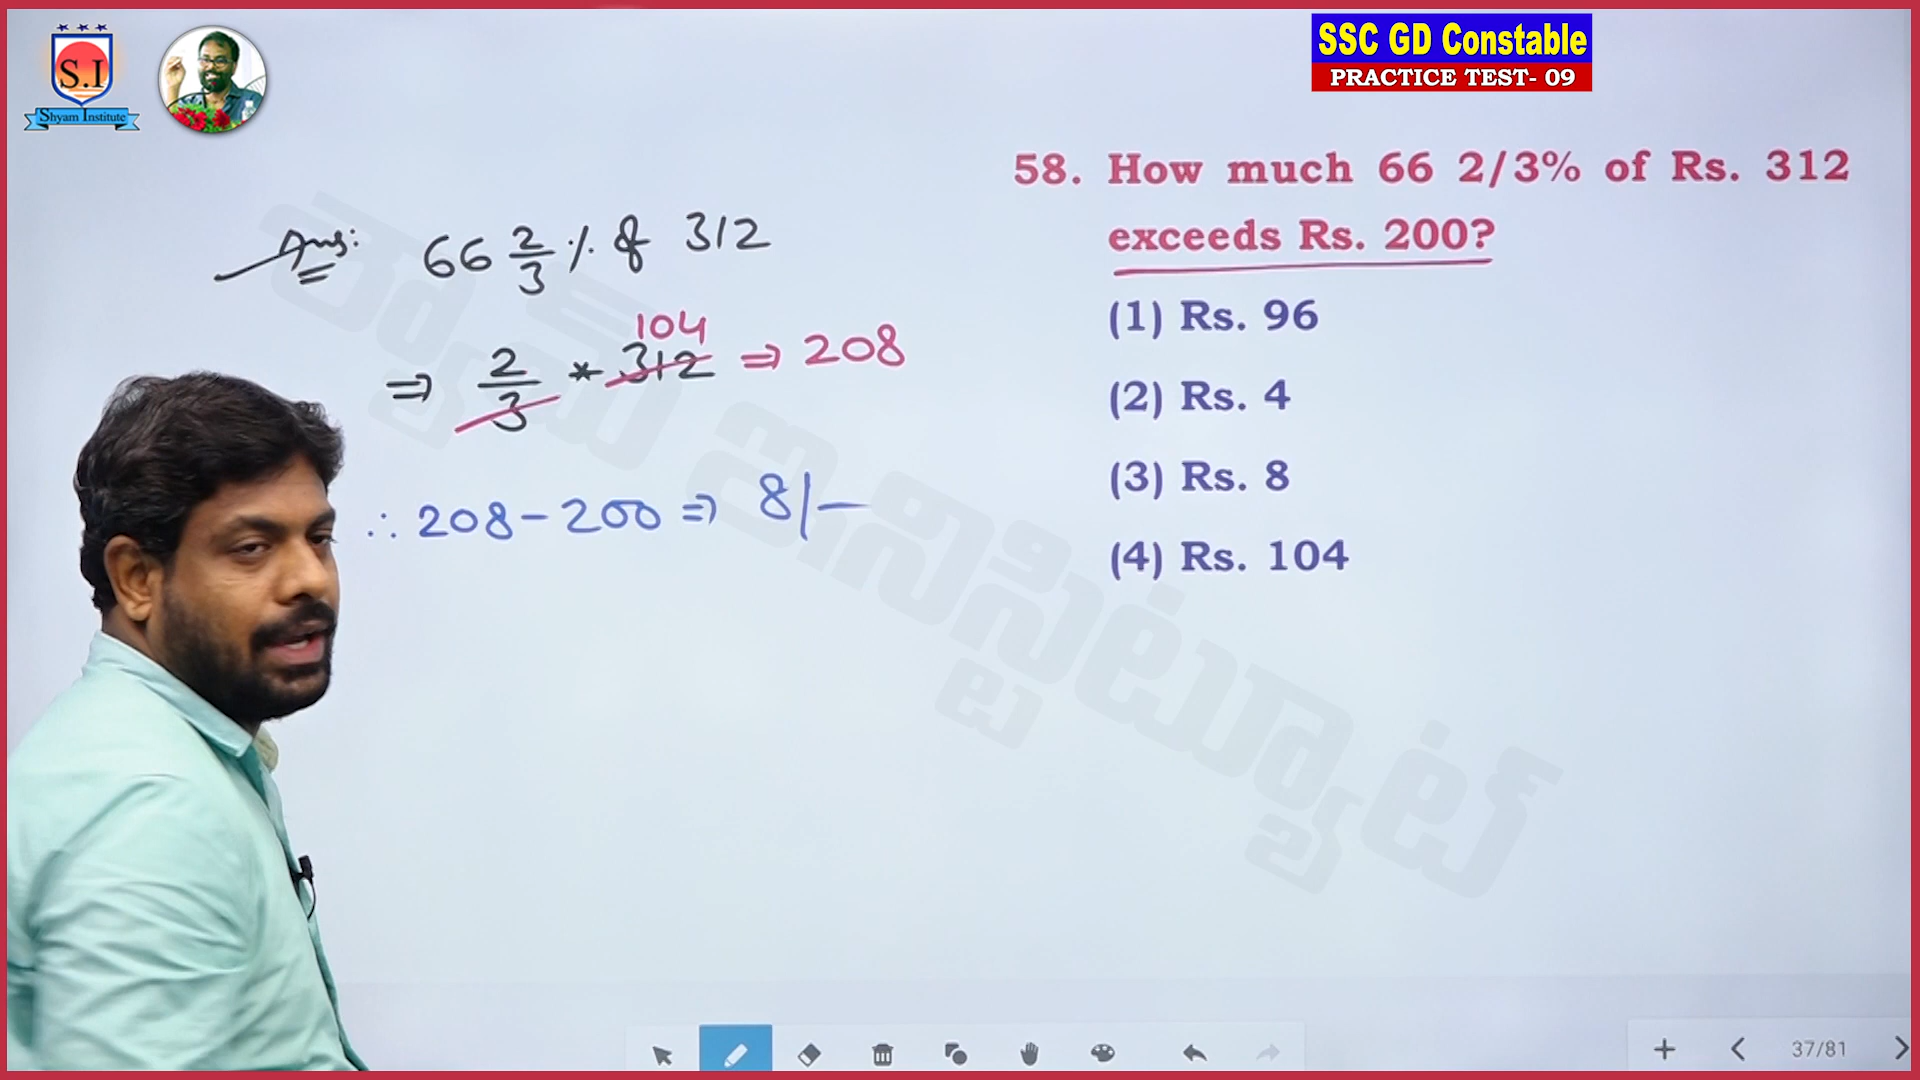 S.I
Shyam Institute
SSC GD Constable
PRACTICE TEST- 09
58. How much 66 2/3% of Rs. 312
exceeds Rs. 200?
(1) Rs. 96
(2) Rs. 4
(3) Rs. 8
(4) Rs. 104
Ans: 66 2/3 % of 312
⇒ 2/3 * 312 104 ⇒ 208
∴ 208 - 200 ⇒ 8/-
శ్యామ్ ఇన్‌స్టిట్యూట్
37/81